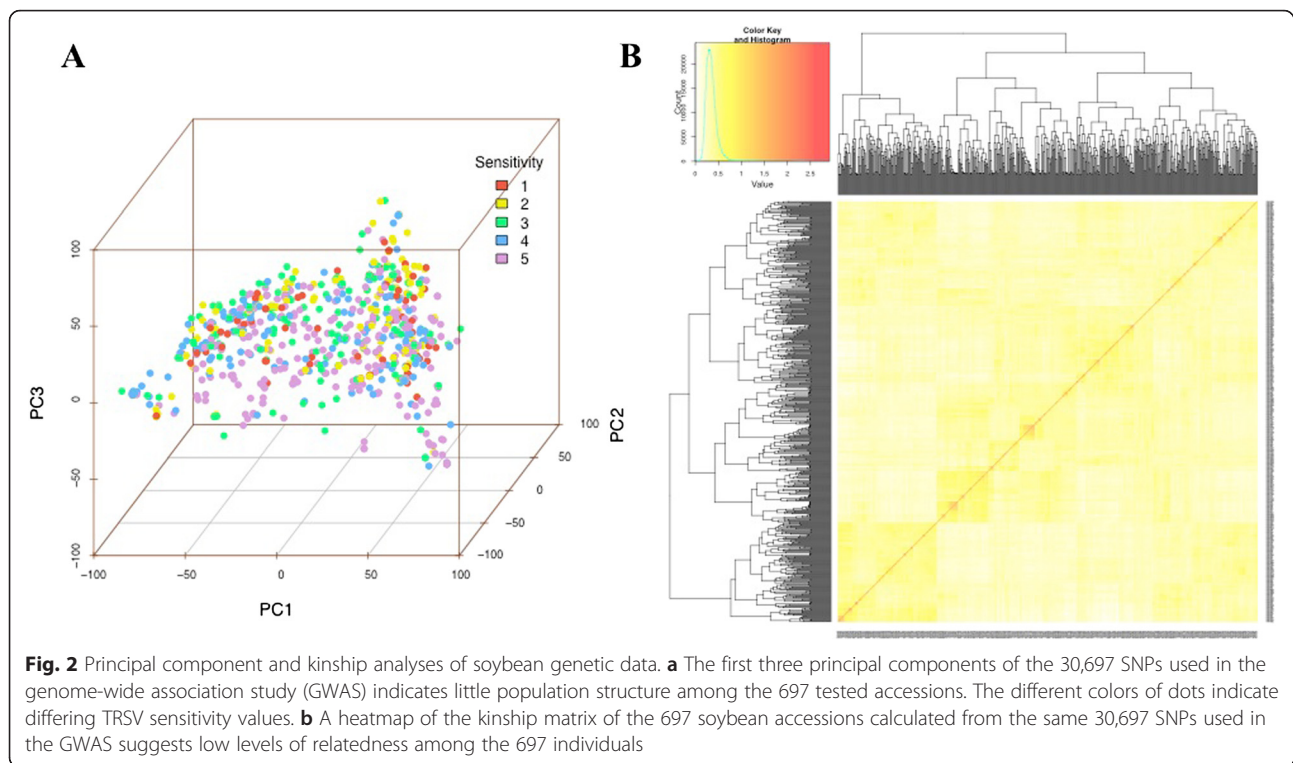 A
Sensitivity
1
2
3
4
5
100
50
0
−50
−100
PC3
−100
−50
0
50
100
PC1
100
50
0
−50
−100
PC2
B
Color Key
and Histogram
Count
0
5000
10000
15000
20000
0
0.5
1
1.5
2
2.5
Value
Fig. 2 Principal component and kinship analyses of soybean genetic data. a The first three principal components of the 30,697 SNPs used in the
genome-wide association study (GWAS) indicates little population structure among the 697 tested accessions. The different colors of dots indicate
differing TRSV sensitivity values. b A heatmap of the kinship matrix of the 697 soybean accessions calculated from the same 30,697 SNPs used in
the GWAS suggests low levels of relatedness among the 697 individuals